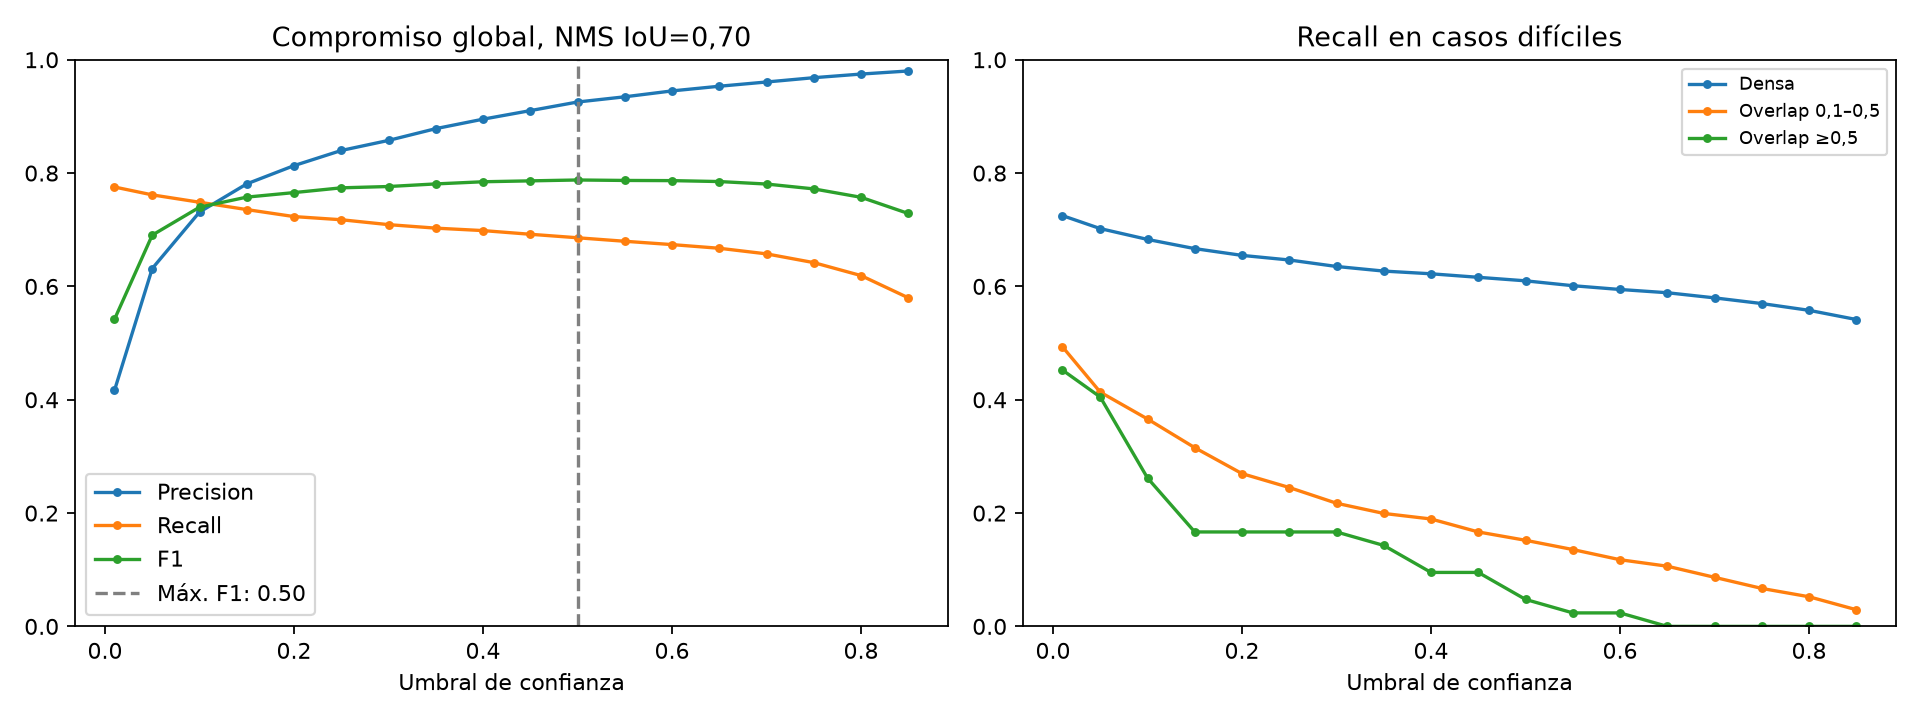 Compromiso global, NMS IoU=0,70
1.0
0.8
0.6
0.4
0.2
0.0
Precision
Recall
F1
Máx. F1: 0.50
0.0 0.2 0.4 0.6 0.8
Umbral de confianza
Recall en casos difíciles
1.0
0.8
0.6
0.4
0.2
0.0
Densa
Overlap 0,1–0,5
Overlap ≥0,5
0.0 0.2 0.4 0.6 0.8
Umbral de confianza